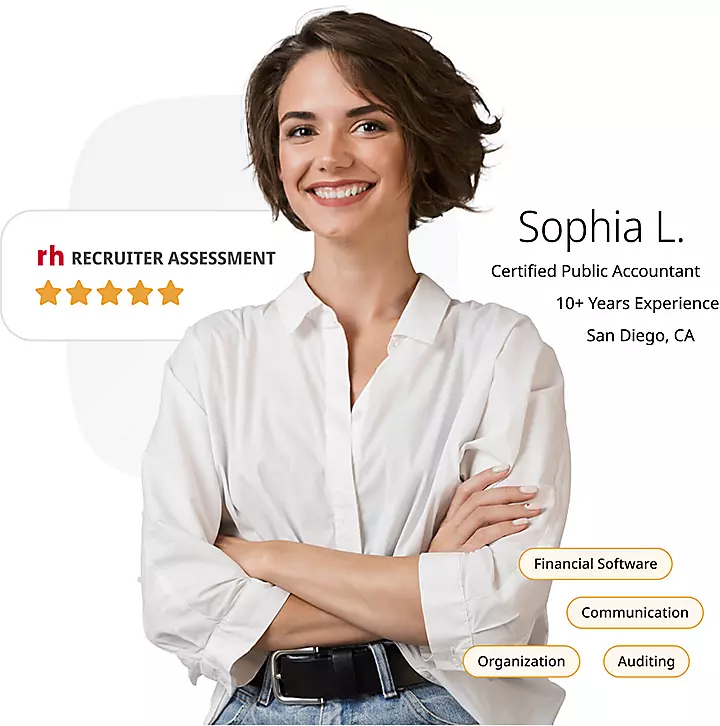 rh RECRUITER ASSESSMENT
Sophia L.
Certified Public Accountant
10+ Years Experience
San Diego, CA
Financial Software
Communication
Organization
Auditing